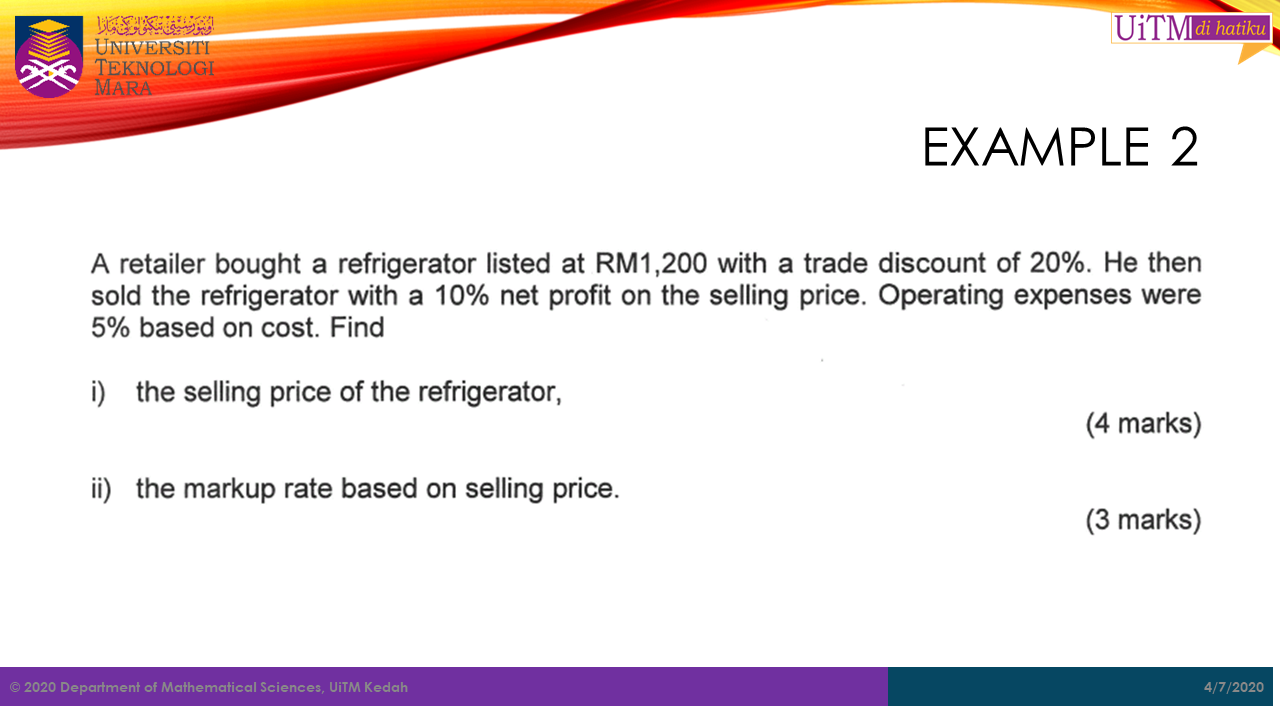 اونيۏرسيتي تيكنولوݢي مارا
UNIVERSITI
TEKNOLOGI
MARA
UiTM di hatiku
EXAMPLE 2
A retailer bought a refrigerator listed at RM1,200 with a trade discount of 20%. He then
sold the refrigerator with a 10% net profit on the selling price. Operating expenses were
5% based on cost. Find
i) the selling price of the refrigerator,
(4 marks)
ii) the markup rate based on selling price.
(3 marks)
© 2020 Department of Mathematical Sciences, UiTM Kedah
4/7/2020